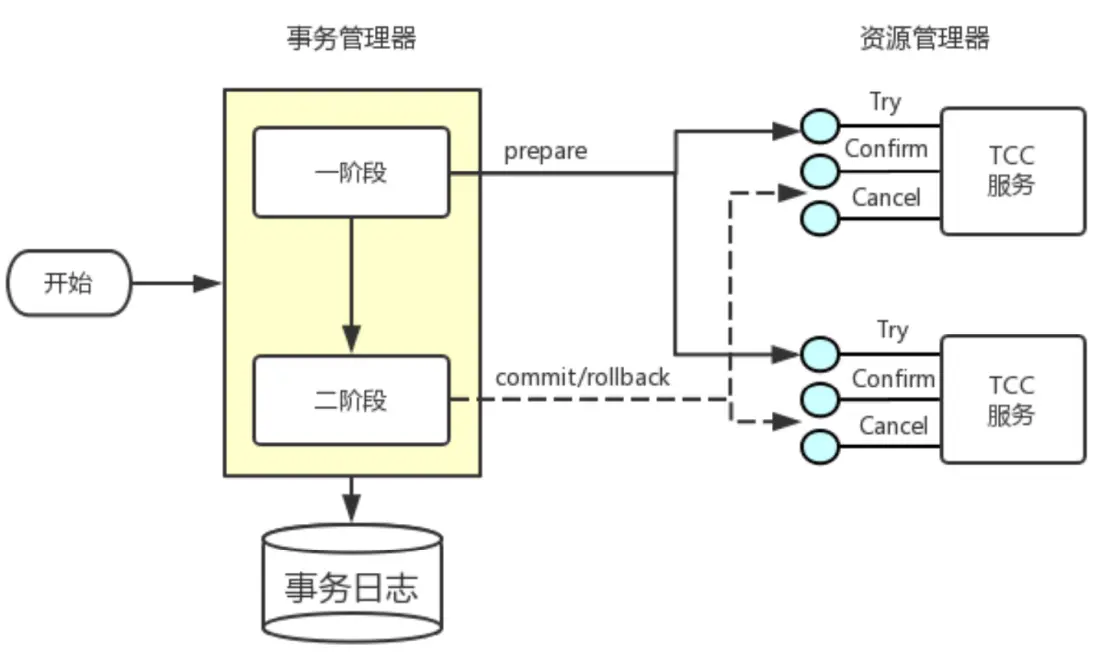 事务管理器
资源管理器
开始
一阶段
二阶段
prepare
commit/rollback
事务日志
Try
Confirm
Cancel
TCC
服务
Try
Confirm
Cancel
TCC
服务